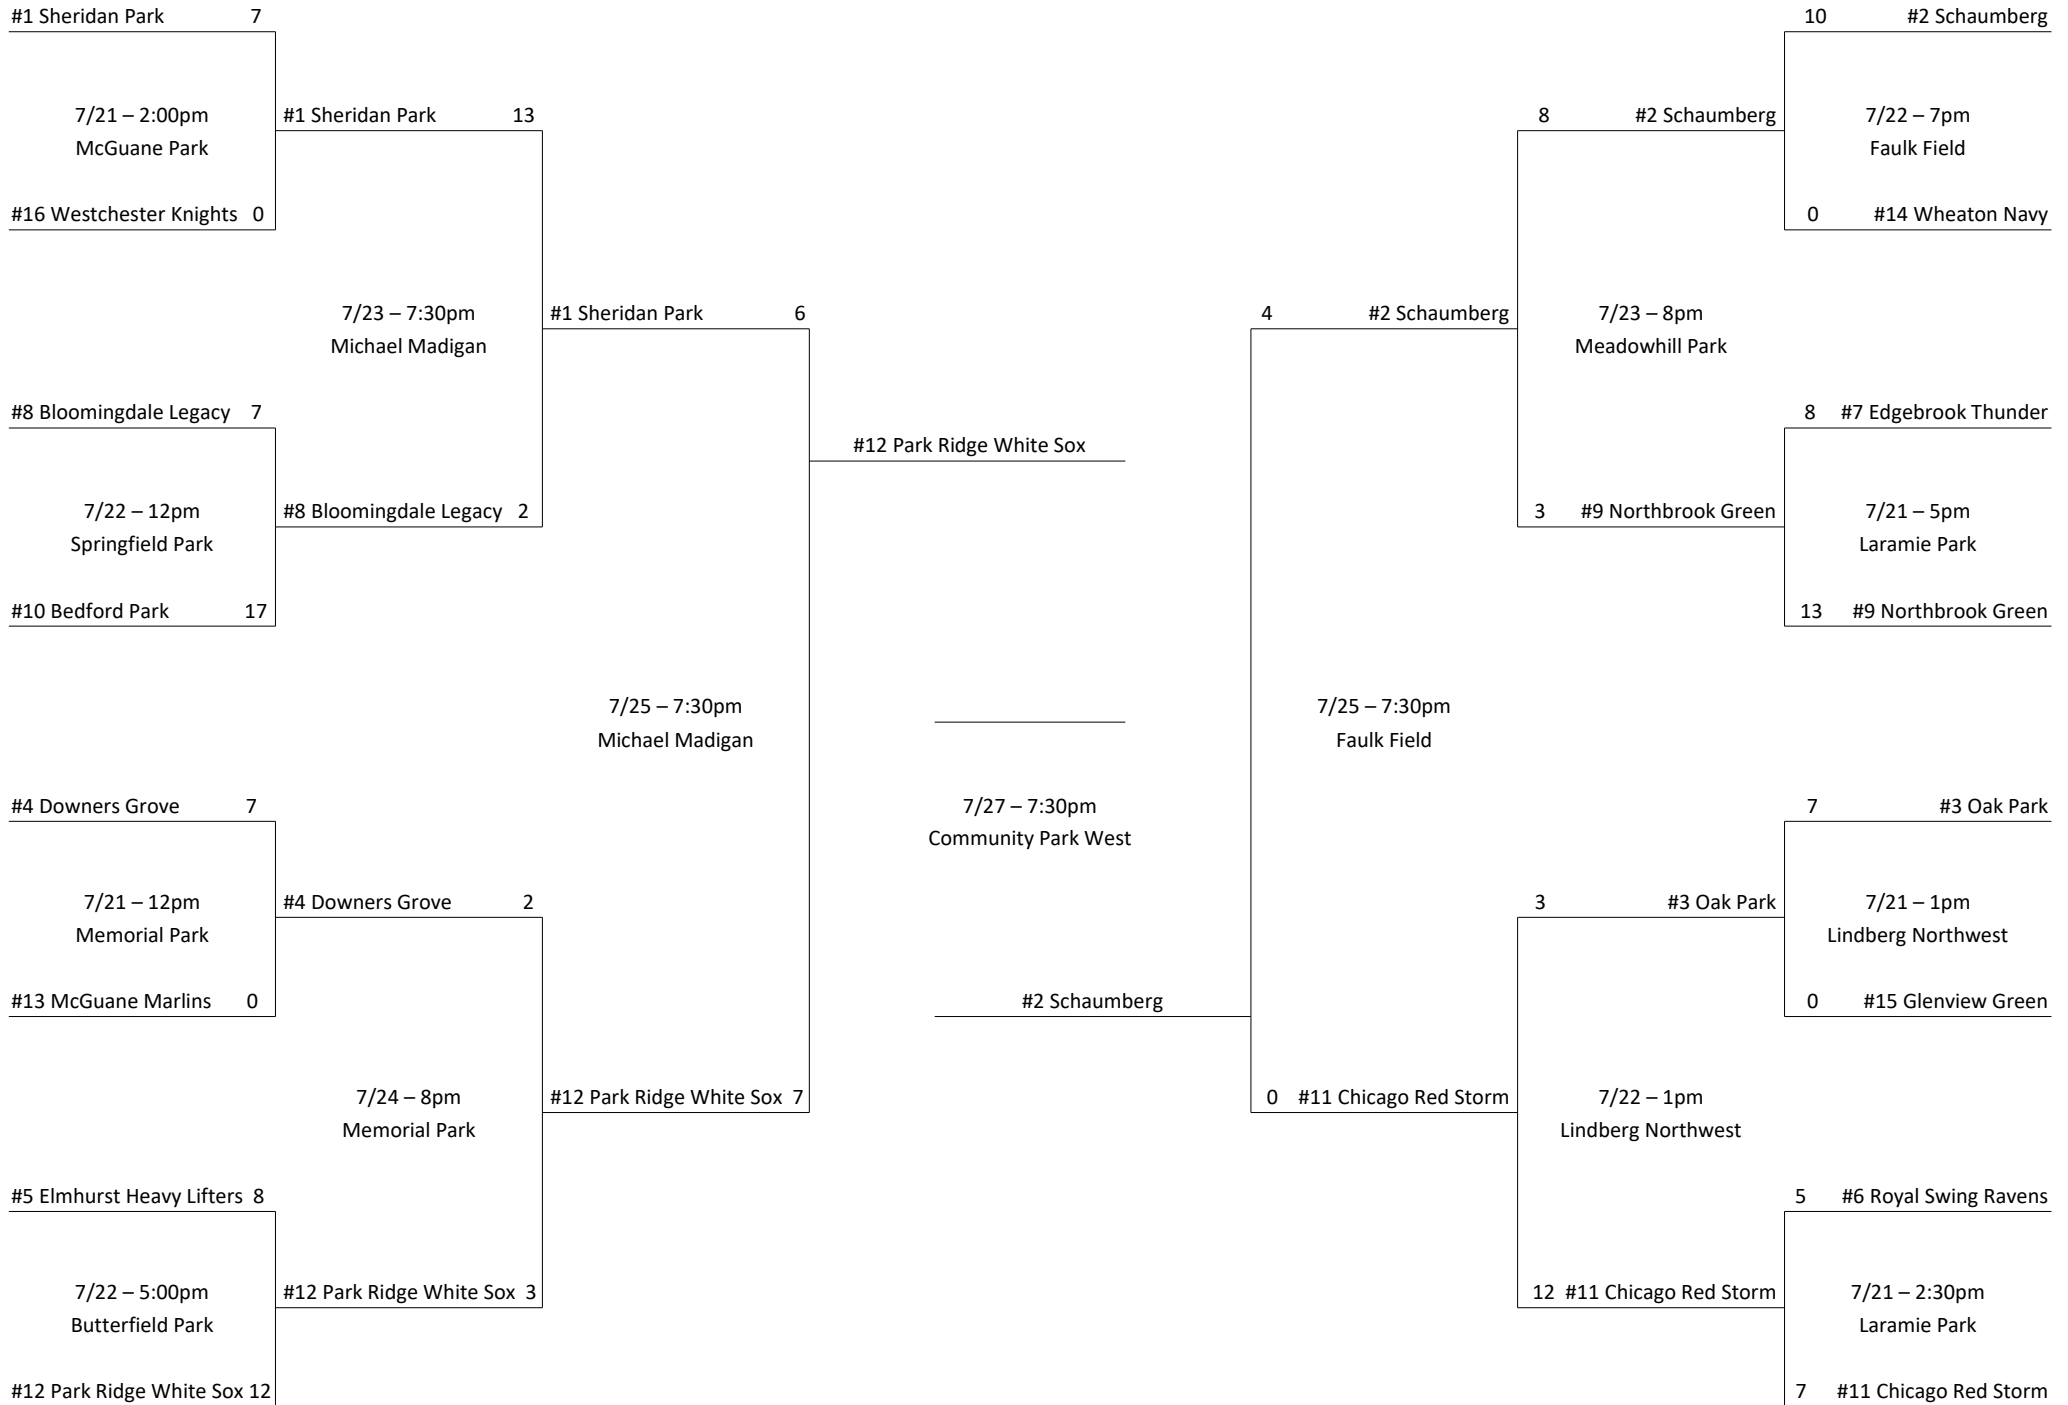 #1 Sheridan Park 7
7/21 – 2:00pm
McGuane Park
#16 Westchester Knights 0
#1 Sheridan Park 13
7/23 – 7:30pm
Michael Madigan
#8 Bloomingdale Legacy 7
7/22 – 12pm
Springfield Park
#10 Bedford Park 17
#8 Bloomingdale Legacy 2
#1 Sheridan Park 6
7/25 – 7:30pm
Michael Madigan
#4 Downers Grove 7
7/21 – 12pm
Memorial Park
#13 McGuane Marlins 0
#4 Downers Grove 2
7/24 – 8pm
Memorial Park
#5 Elmhurst Heavy Lifters 8
7/22 – 5:00pm
Butterfield Park
#12 Park Ridge White Sox 12
#12 Park Ridge White Sox 3
#12 Park Ridge White Sox 7
#12 Park Ridge White Sox
7/27 – 7:30pm
Community Park West
#2 Schaumberg
4 #2 Schaumberg
7/25 – 7:30pm
Faulk Field
0 #11 Chicago Red Storm
8 #2 Schaumberg
7/23 – 8pm
Meadowhill Park
3 #9 Northbrook Green
10 #2 Schaumberg
7/22 – 7pm
Faulk Field
0 #14 Wheaton Navy
8 #7 Edgebrook Thunder
7/21 – 5pm
Laramie Park
13 #9 Northbrook Green
3 #3 Oak Park
7/22 – 1pm
Lindberg Northwest
12 #11 Chicago Red Storm
7 #3 Oak Park
7/21 – 1pm
Lindberg Northwest
0 #15 Glenview Green
5 #6 Royal Swing Ravens
7/21 – 2:30pm
Laramie Park
7 #11 Chicago Red Storm